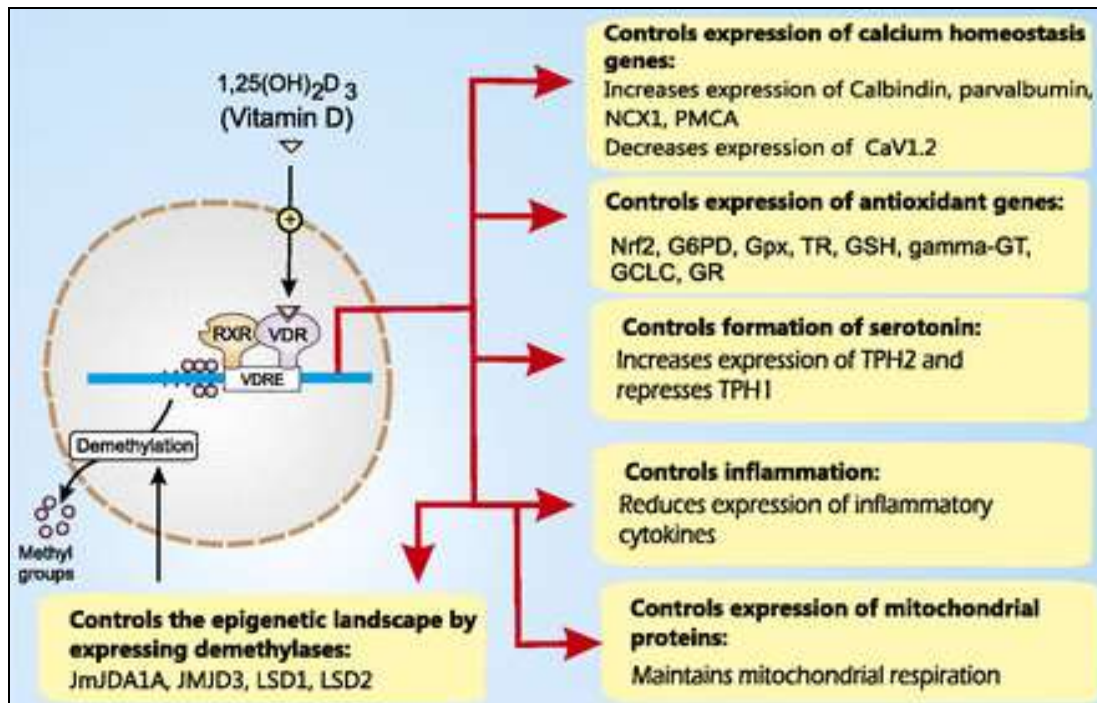 1,25(OH)₂D₃
(Vitamin D)
RXR
VDR
VDRE
Demethylation
Methyl
groups
Controls the epigenetic landscape by
expressing demethylases:
JmJDA1A, JMJD3, LSD1, LSD2
Controls expression of calcium homeostasis
genes:
Increases expression of Calbindin, parvalbumin,
NCX1, PMCA
Decreases expression of CaV1.2
Controls expression of antioxidant genes:
Nrf2, G6PD, Gpx, TR, GSH, gamma-GT,
GCLC, GR
Controls formation of serotonin:
Increases expression of TPH2 and
represses TPH1
Controls inflammation:
Reduces expression of inflammatory
cytokines
Controls expression of mitochondrial
proteins:
Maintains mitochondrial respiration